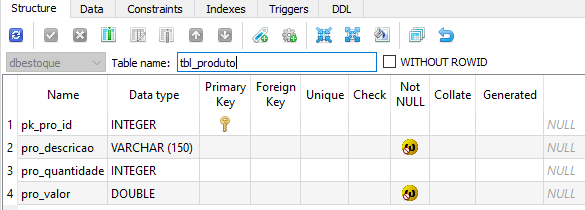 Structure Data Constraints Indexes Triggers DDL
dbestoque Table name: tbl_produto WITHOUT ROWID
Name Data type Primary Key Foreign Key Unique Check Not NULL Collate Generated
1 pk_pro_id INTEGER NULL
2 pro_descricao VARCHAR (150) NULL
3 pro_quantidade INTEGER NULL
4 pro_valor DOUBLE NULL